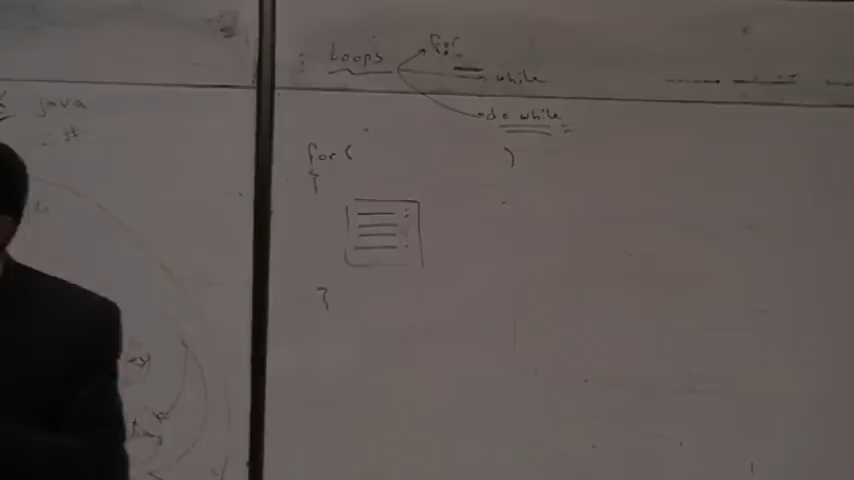 Loops
for
while
do while
java
for (          )
{
}